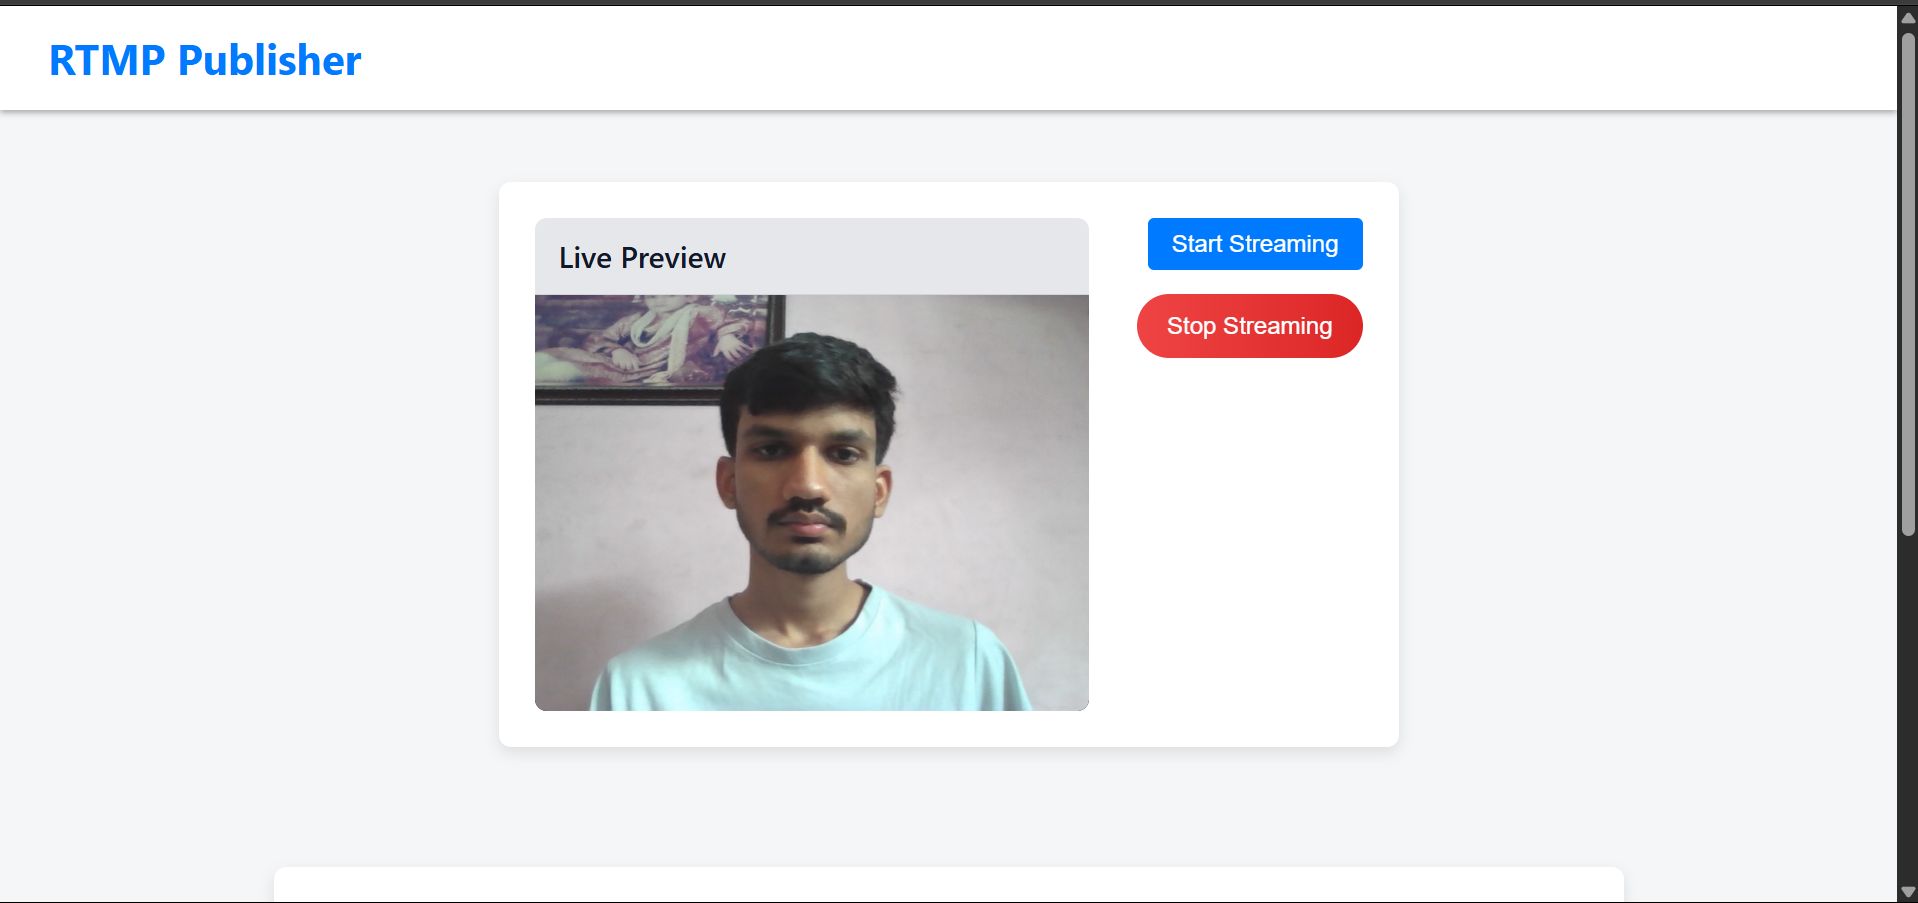 RTMP Publisher
Live Preview
Start Streaming
Stop Streaming